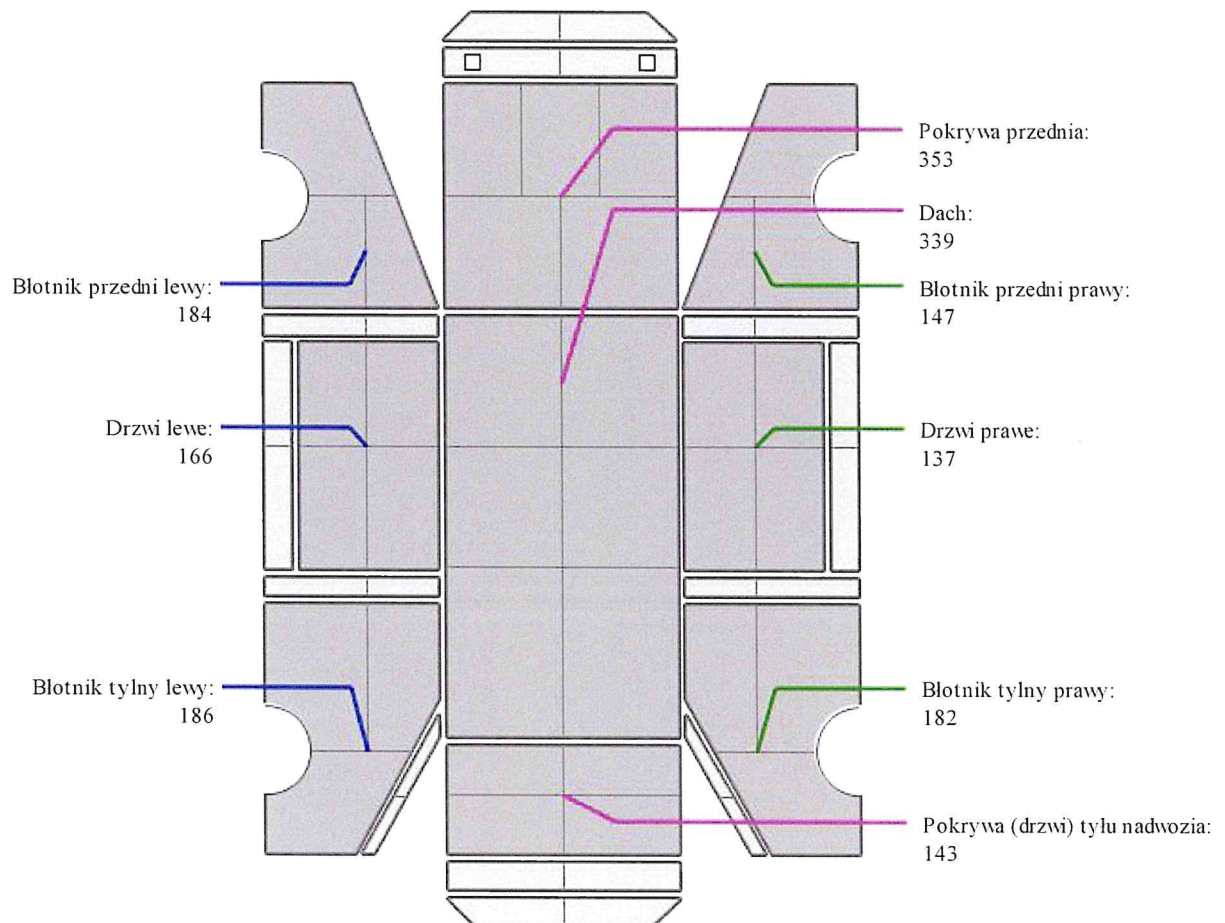 Pokrywa przednia:
353
Dach:
339
Błotnik przedni lewy:
184
Błotnik przedni prawy:
147
Drzwi lewe:
166
Drzwi prawe:
137
Błotnik tylny lewy:
186
Błotnik tylny prawy:
182
Pokrywa (drzwi) tyłu nadwozia:
143